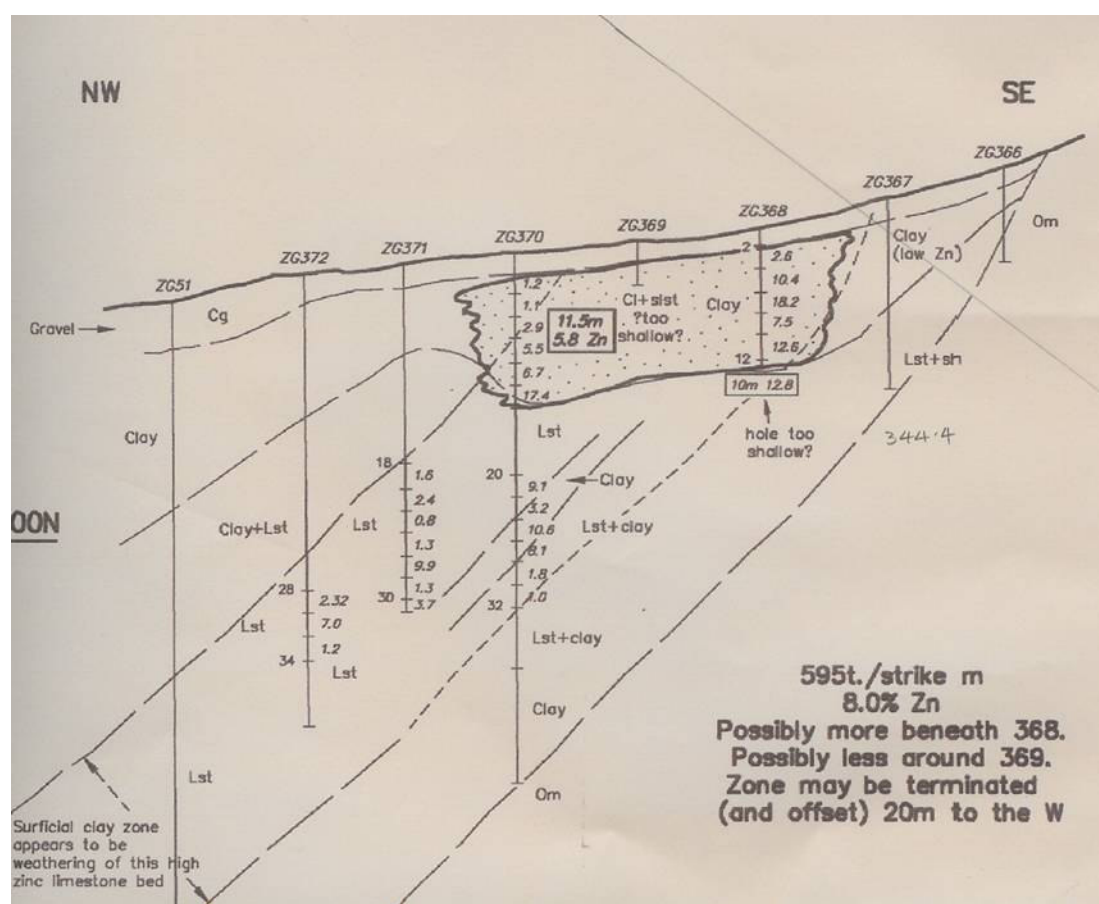 NW
SE
ZG366
ZG367
ZG368
ZG369
ZG370
ZG371
ZG372
ZG51
Om
Clay
(low Zn)
Gravel
Cg
2
2.6
10.4
18.2
7.5
12.6
12
Clay
Cl+slst
?too
shallow?
11.5m
5.8 Zn
1.2
1.1
2.9
5.5
6.7
17.4
10m 12.8
hole too
shallow?
Lst+sh
344.4
Lst
Clay
Clay
20
9.1
3.2
10.6
8.1
1.8
1.0
32
Lst+clay
Lst+clay
Clay
Om
18
1.6
2.4
0.8
1.3
9.9
1.3
3.7
30
Lst
OON
Clay+Lst
28
2.32
7.0
1.2
34
Lst
Lst
Lst
595t./strike m
8.0% Zn
Possibly more beneath 368.
Possibly less around 369.
Zone may be terminated
(and offset) 20m to the W
Surficial clay zone
appears to be
weathering of this high
zinc limestone bed